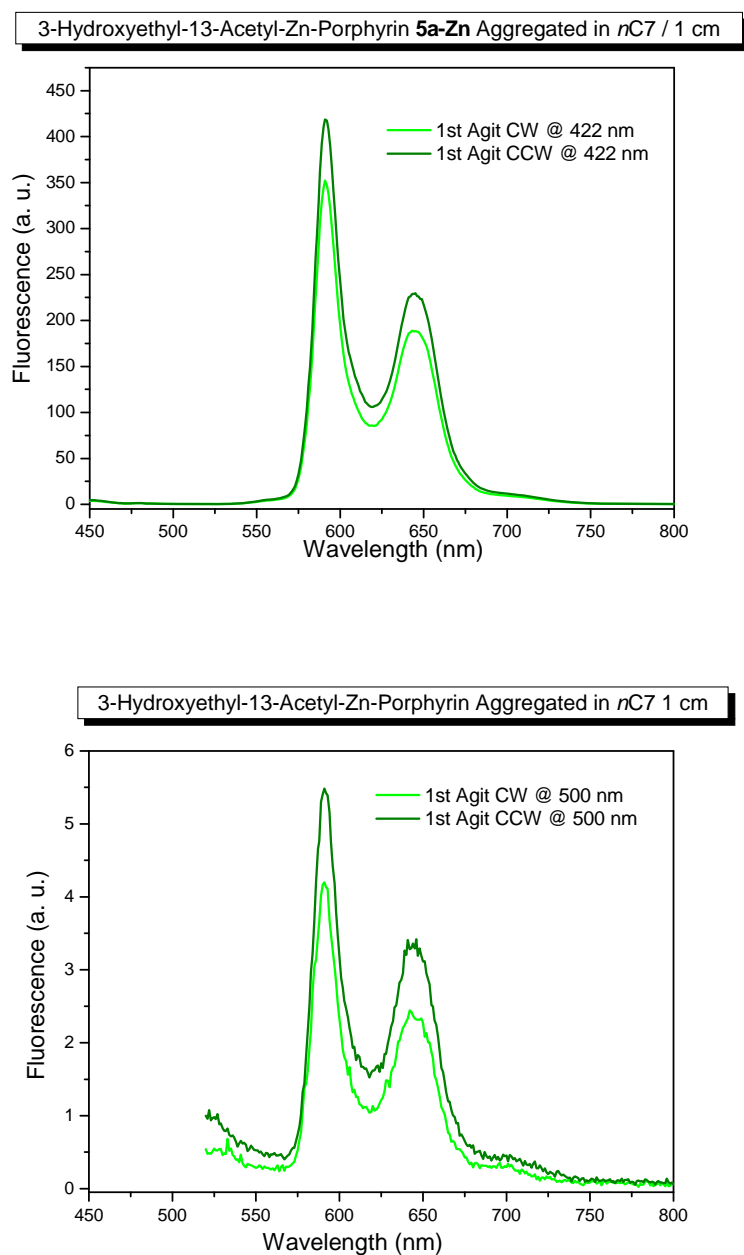 3-Hydroxyethyl-13-Acetyl-Zn-Porphyrin 5a-Zn Aggregated in nC7 / 1 cm
450
400
350
300
250
200
150
100
50
0
Fluorescence (a. u.)
1st Agit CW @ 422 nm
1st Agit CCW @ 422 nm
450 500 550 600 650 700 750 800
Wavelength (nm)
3-Hydroxyethyl-13-Acetyl-Zn-Porphyrin Aggregated in nC7 1 cm
6
5
4
3
2
1
0
Fluorescence (a. u.)
1st Agit CW @ 500 nm
1st Agit CCW @ 500 nm
450 500 550 600 650 700 750 800
Wavelength (nm)